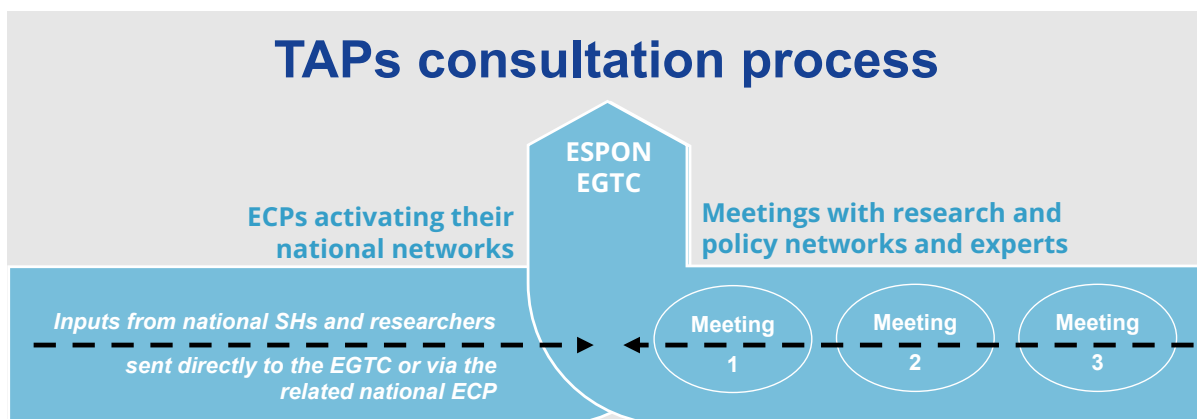 TAPs consultation process
ESPON
EGTC
ECPs activating their
national networks
Meetings with research and
policy networks and experts
Inputs from national SHs and researchers
sent directly to the EGTC or via the
related national ECP
Meeting
1
Meeting
2
Meeting
3